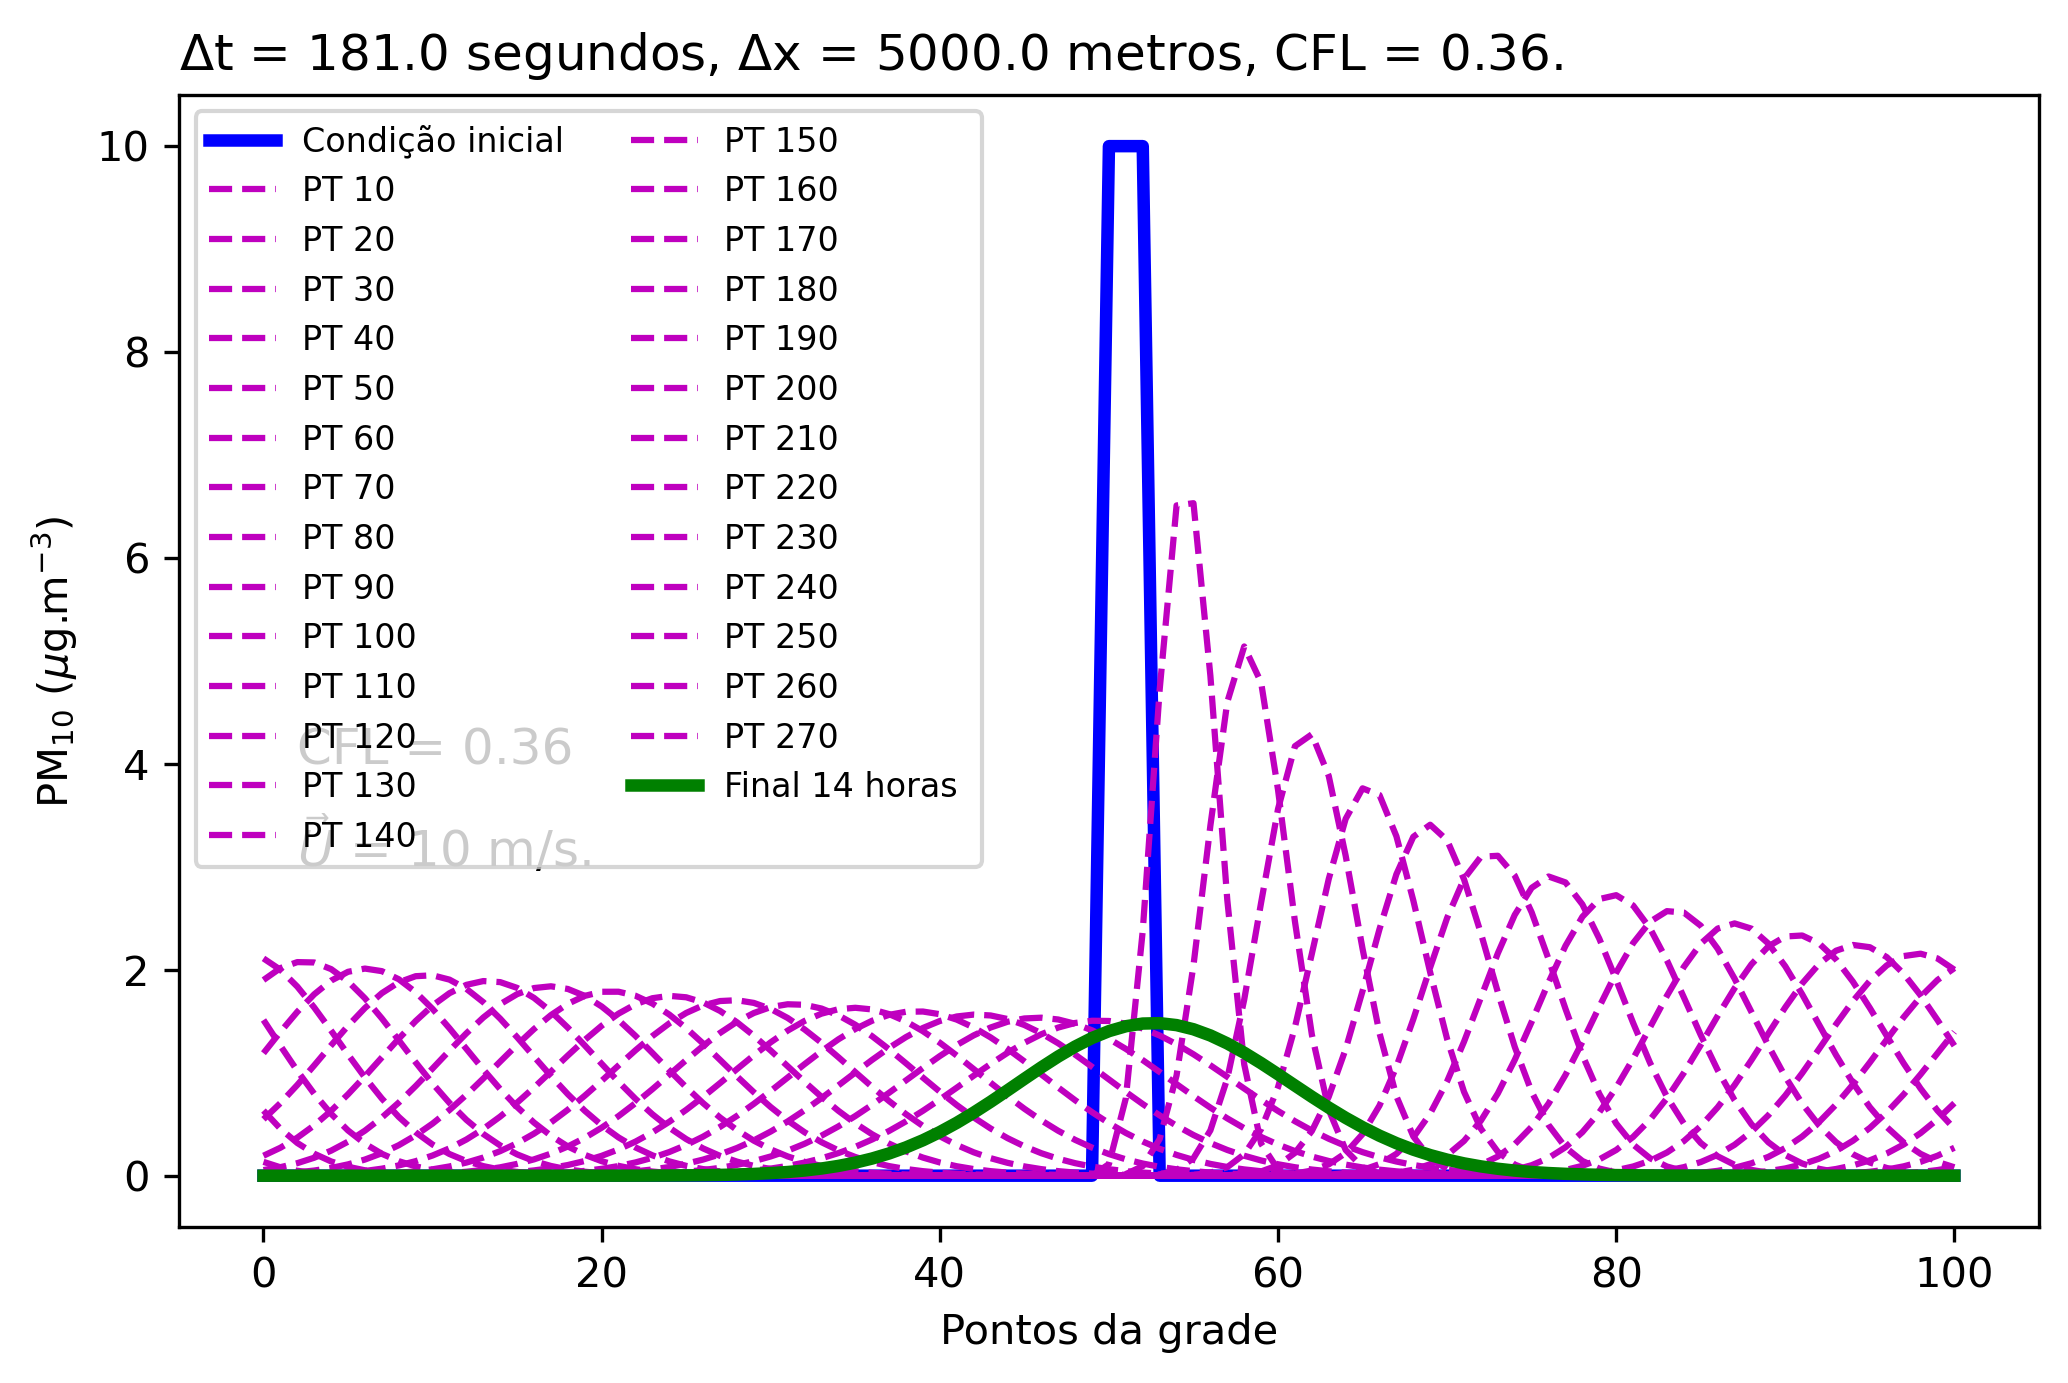 Δt = 181.0 segundos, Δx = 5000.0 metros, CFL = 0.36.
PM₁₀ (μg.m⁻³)
10
8
6
4
2
0
Condição inicial
PT 10
PT 20
PT 30
PT 40
PT 50
PT 60
PT 70
PT 80
PT 90
PT 100
PT 110
PT 120
PT 130
PT 140
PT 150
PT 160
PT 170
PT 180
PT 190
PT 200
PT 210
PT 220
PT 230
PT 240
PT 250
PT 260
PT 270
Final 14 horas
CFL = 0.36
U⃗ = 10 m/s.
0
20
40
60
80
100
Pontos da grade